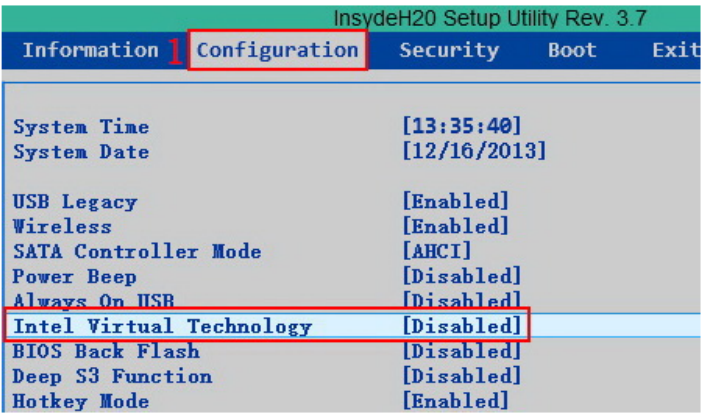 InsydeH20 Setup Utility Rev. 3.7
Information 1 Configuration Security Boot Exit
System Time [13:35:40]
System Date [12/16/2013]
USB Legacy [Enabled]
Wireless [Enabled]
SATA Controller Mode [AHCI]
Power Beep [Disabled]
Always On USB [Disabled]
Intel Virtual Technology [Disabled]
BIOS Back Flash [Disabled]
Deep S3 Function [Disabled]
Hotkey Mode [Enabled]